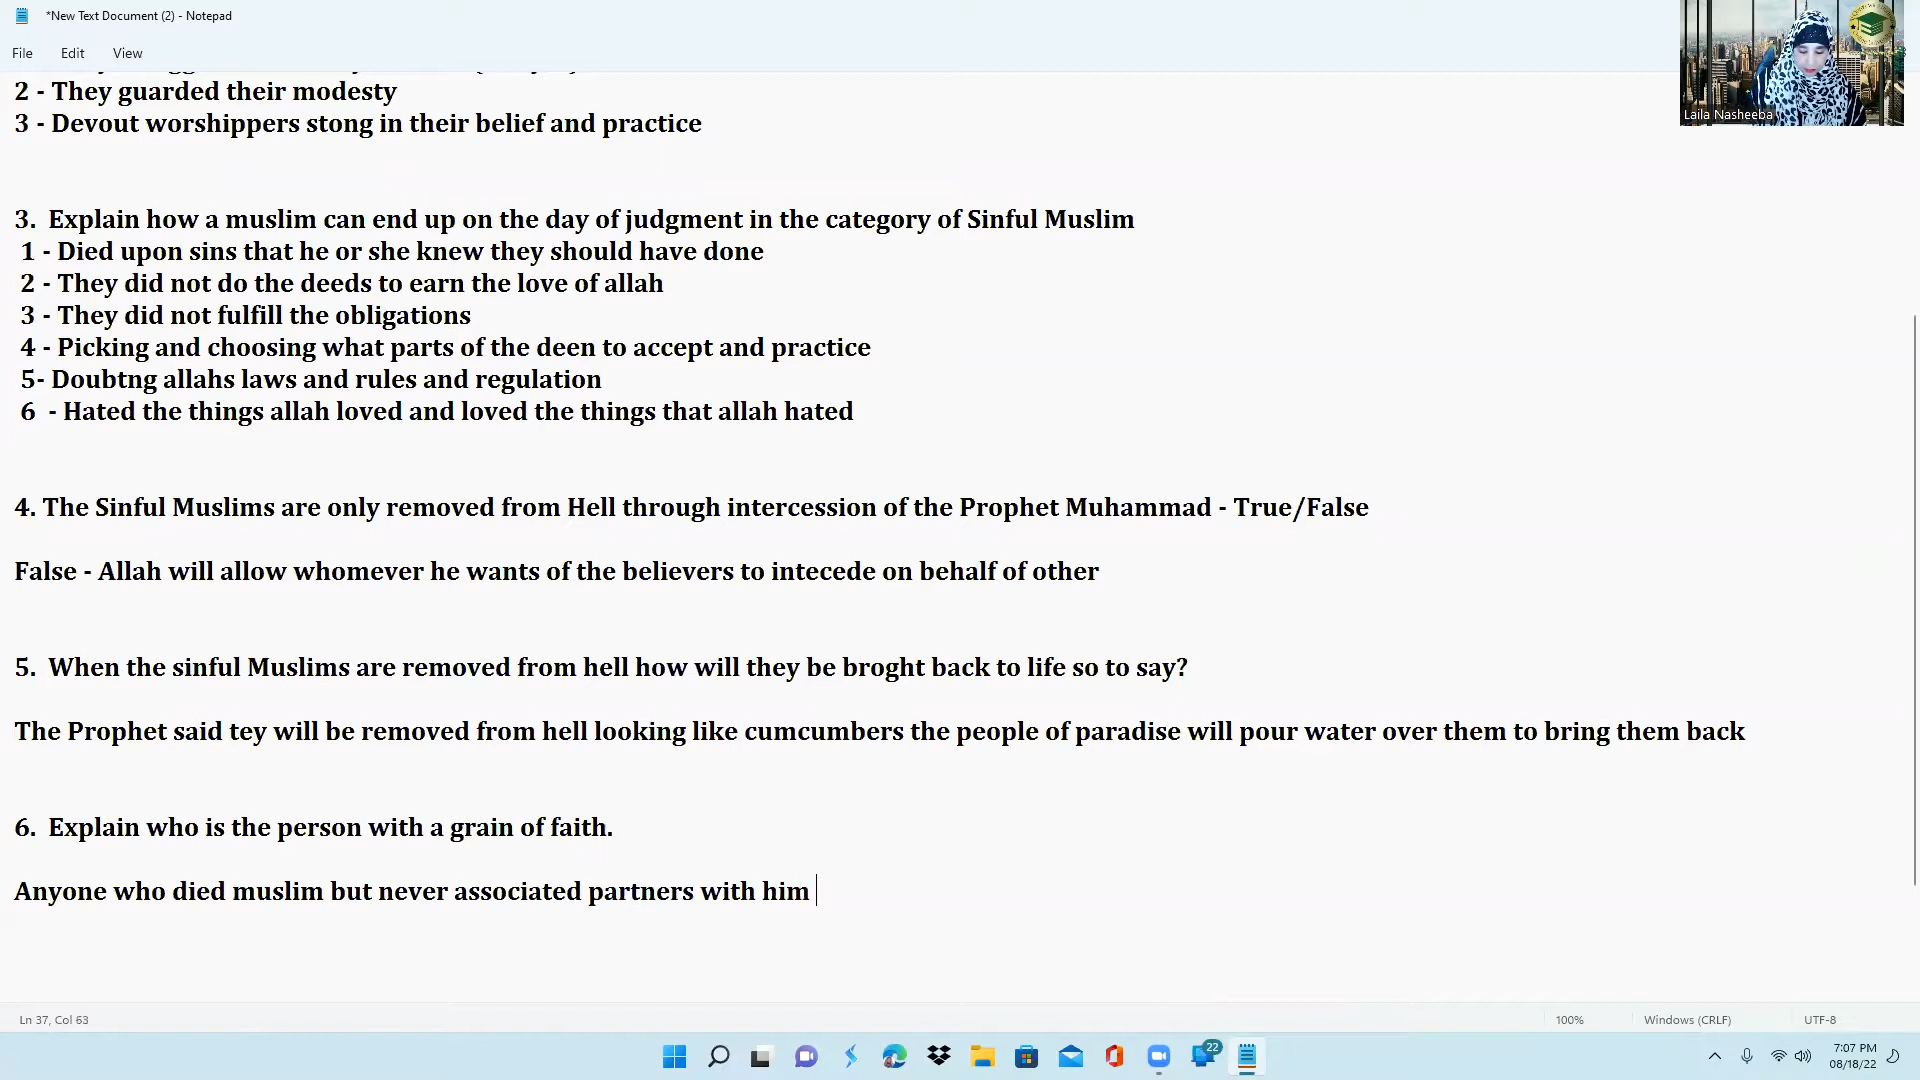 *New Text Document (2) - Notepad
File Edit View
2 - They guarded their modesty
3 - Devout worshippers stong in their belief and practice
Laila Nasheeba
3.  Explain how a muslim can end up on the day of judgment in the category of Sinful Muslim
1 - Died upon sins that he or she knew they should have done
2 - They did not do the deeds to earn the love of allah
3 - They did not fulfill the obligations
4 - Picking and choosing what parts of the deen to accept and practice
5- Doubtng allahs laws and rules and regulation
6  - Hated the things allah loved and loved the things that allah hated
4. The Sinful Muslims are only removed from Hell through intercession of the Prophet Muhammad - True/False
False - Allah will allow whomever he wants of the believers to intecede on behalf of other
5.  When the sinful Muslims are removed from hell how will they be broght back to life so to say?
The Prophet said tey will be removed from hell looking like cumcumbers the people of paradise will pour water over them to bring them back
6.  Explain who is the person with a grain of faith.
Anyone who died muslim but never associated partners with him
Ln 37, Col 63 100% Windows (CRLF) UTF-8
22
7:07 PM
08/18/22